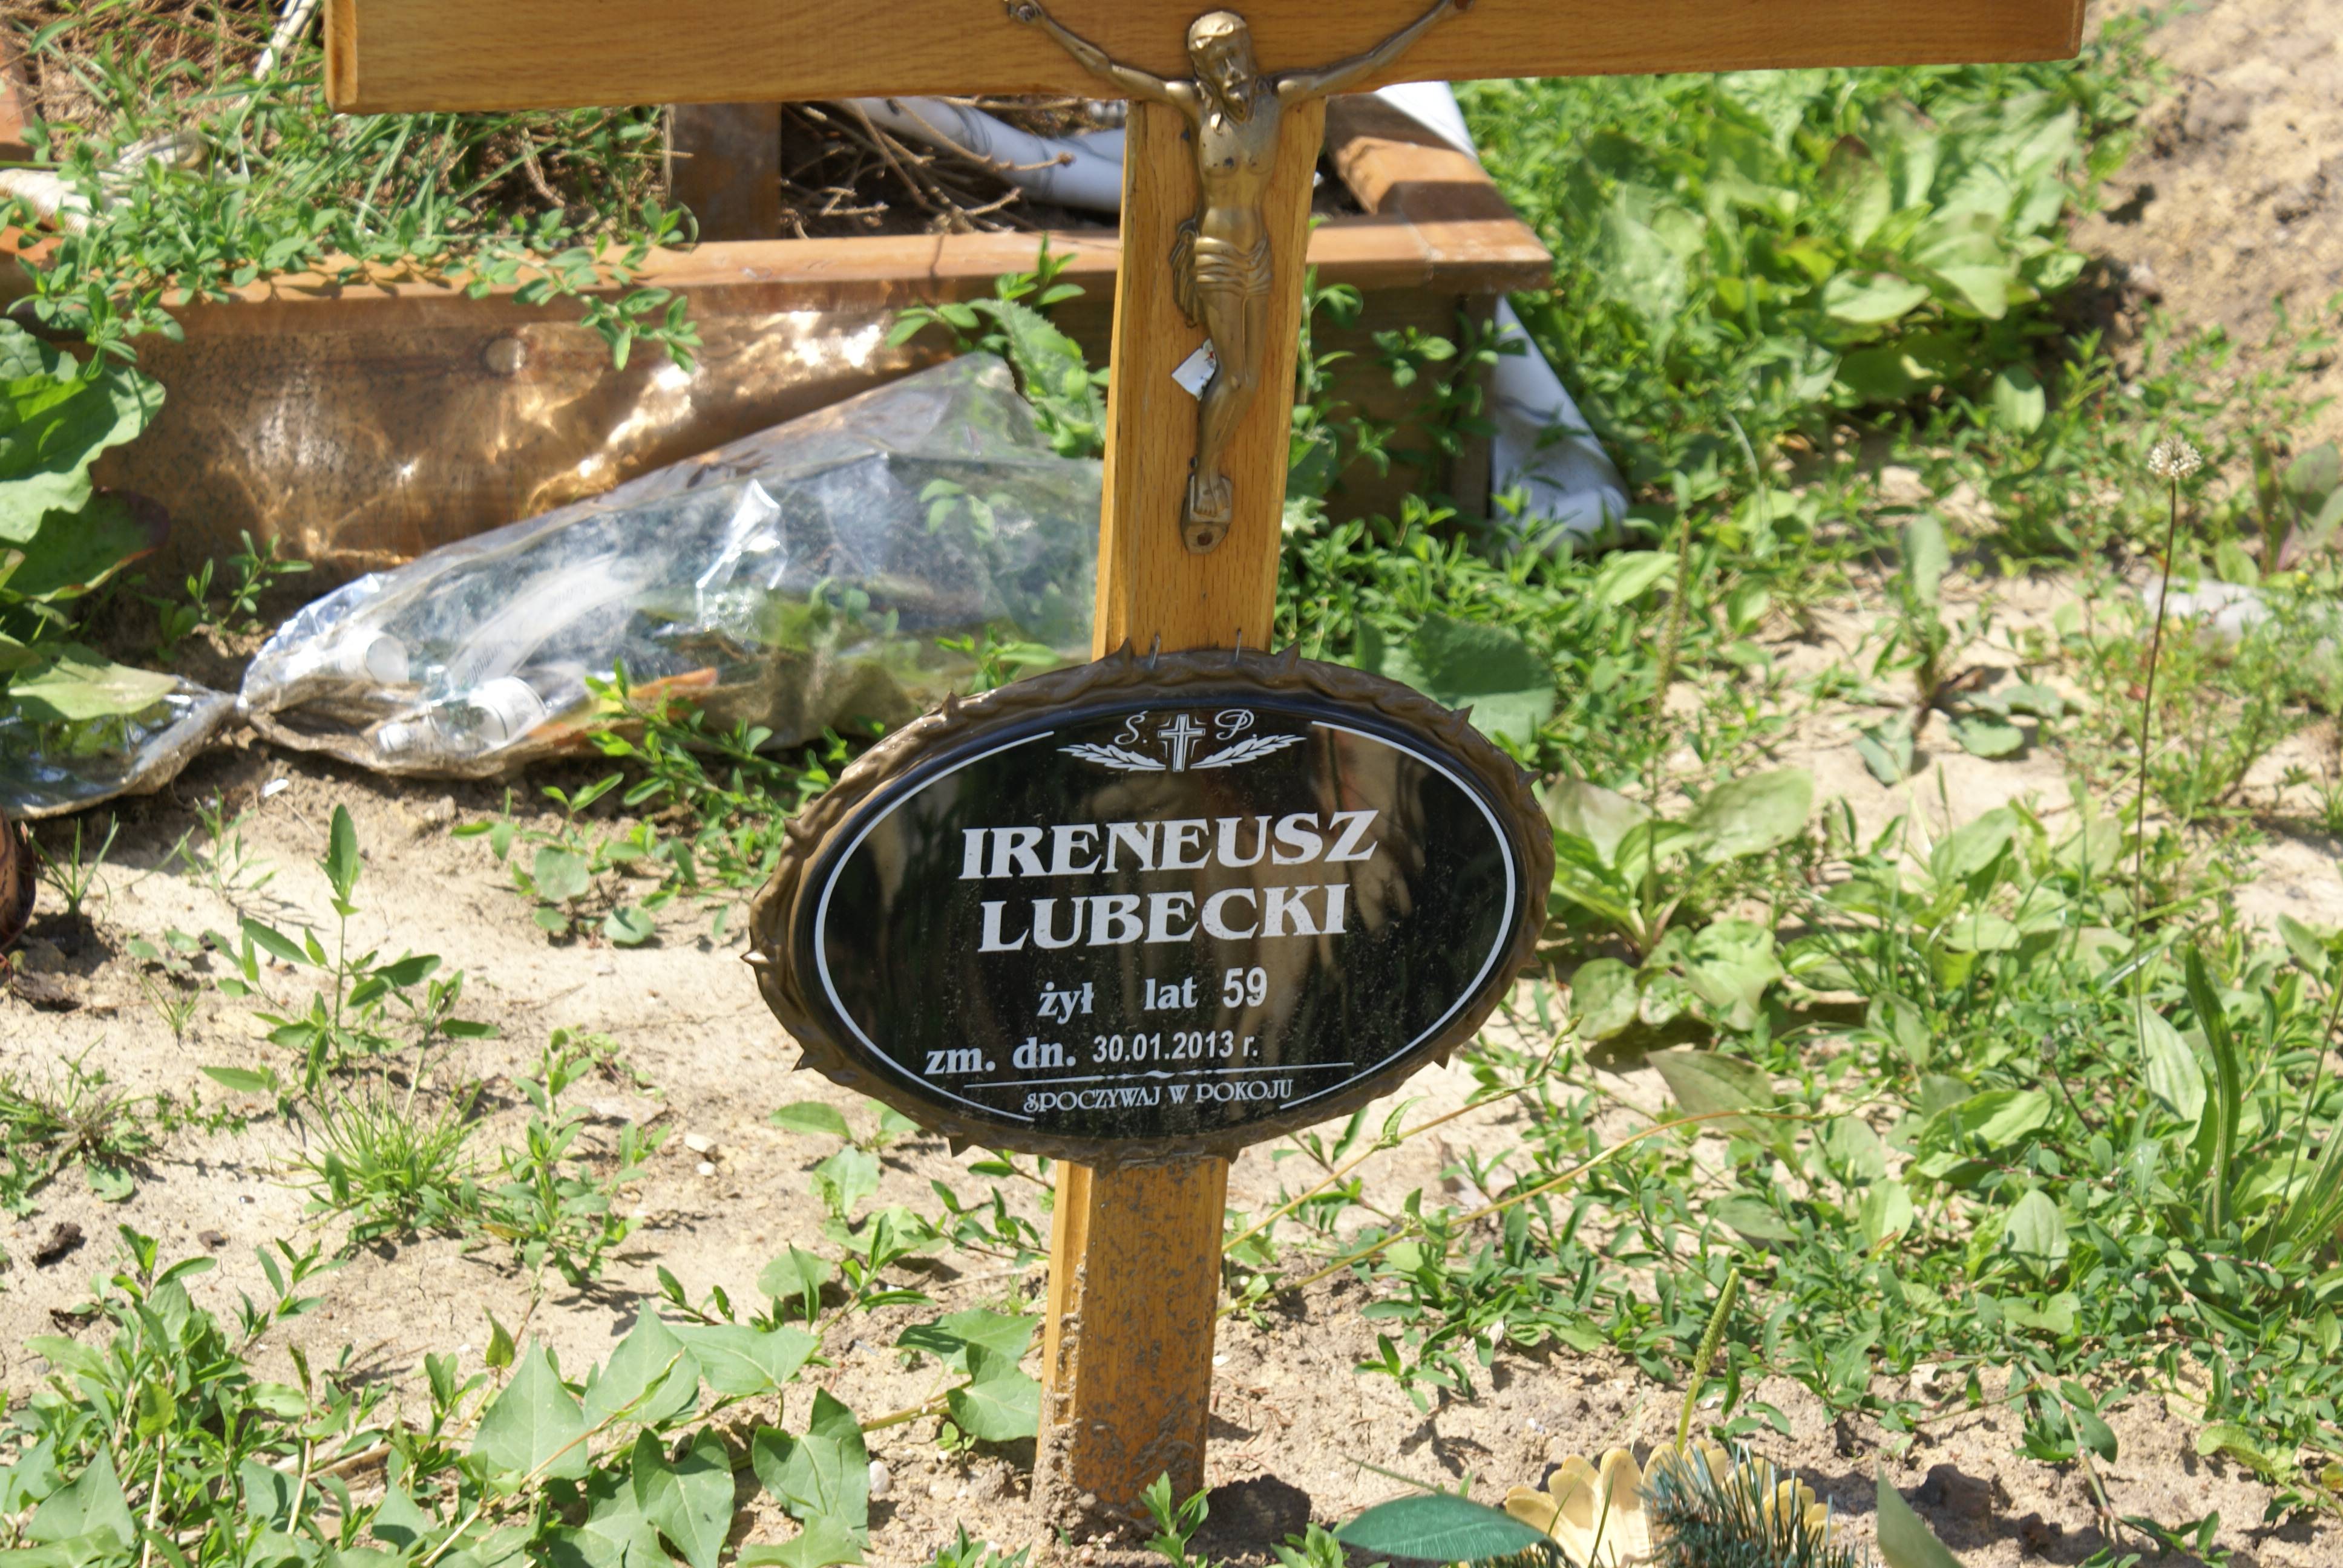 Ś. P.
IRENEUSZ
LUBECKI
żył lat 59
zm. dn. 30.01.2013 r.
SPOCZYWAJ W POKOJU